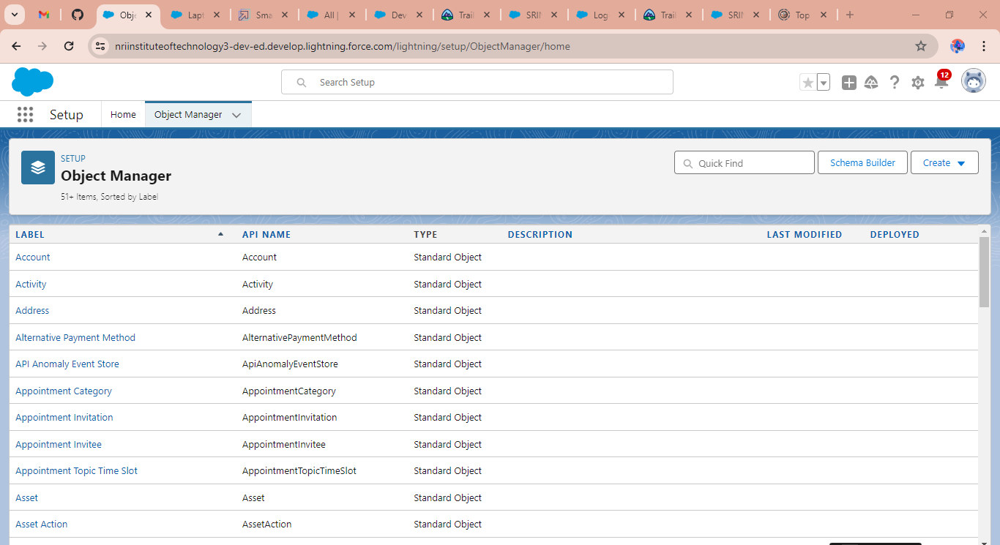 Obj
Lapt
Sma
All |
Dev
Trail
SRIN
Log
Trail
SRIN
Top
nriinstituteoftechnology3-dev-ed.develop.lightning.force.com/lightning/setup/ObjectManager/home
Search Setup
12
Setup
Home
Object Manager
SETUP
Object Manager
51+ Items, Sorted by Label
Quick Find
Schema Builder
Create
LABEL API NAME TYPE DESCRIPTION LAST MODIFIED DEPLOYED
Account Account Standard Object
Activity Activity Standard Object
Address Address Standard Object
Alternative Payment Method AlternativePaymentMethod Standard Object
API Anomaly Event Store ApiAnomalyEventStore Standard Object
Appointment Category AppointmentCategory Standard Object
Appointment Invitation AppointmentInvitation Standard Object
Appointment Invitee AppointmentInvitee Standard Object
Appointment Topic Time Slot AppointmentTopicTimeSlot Standard Object
Asset Asset Standard Object
Asset Action AssetAction Standard Object